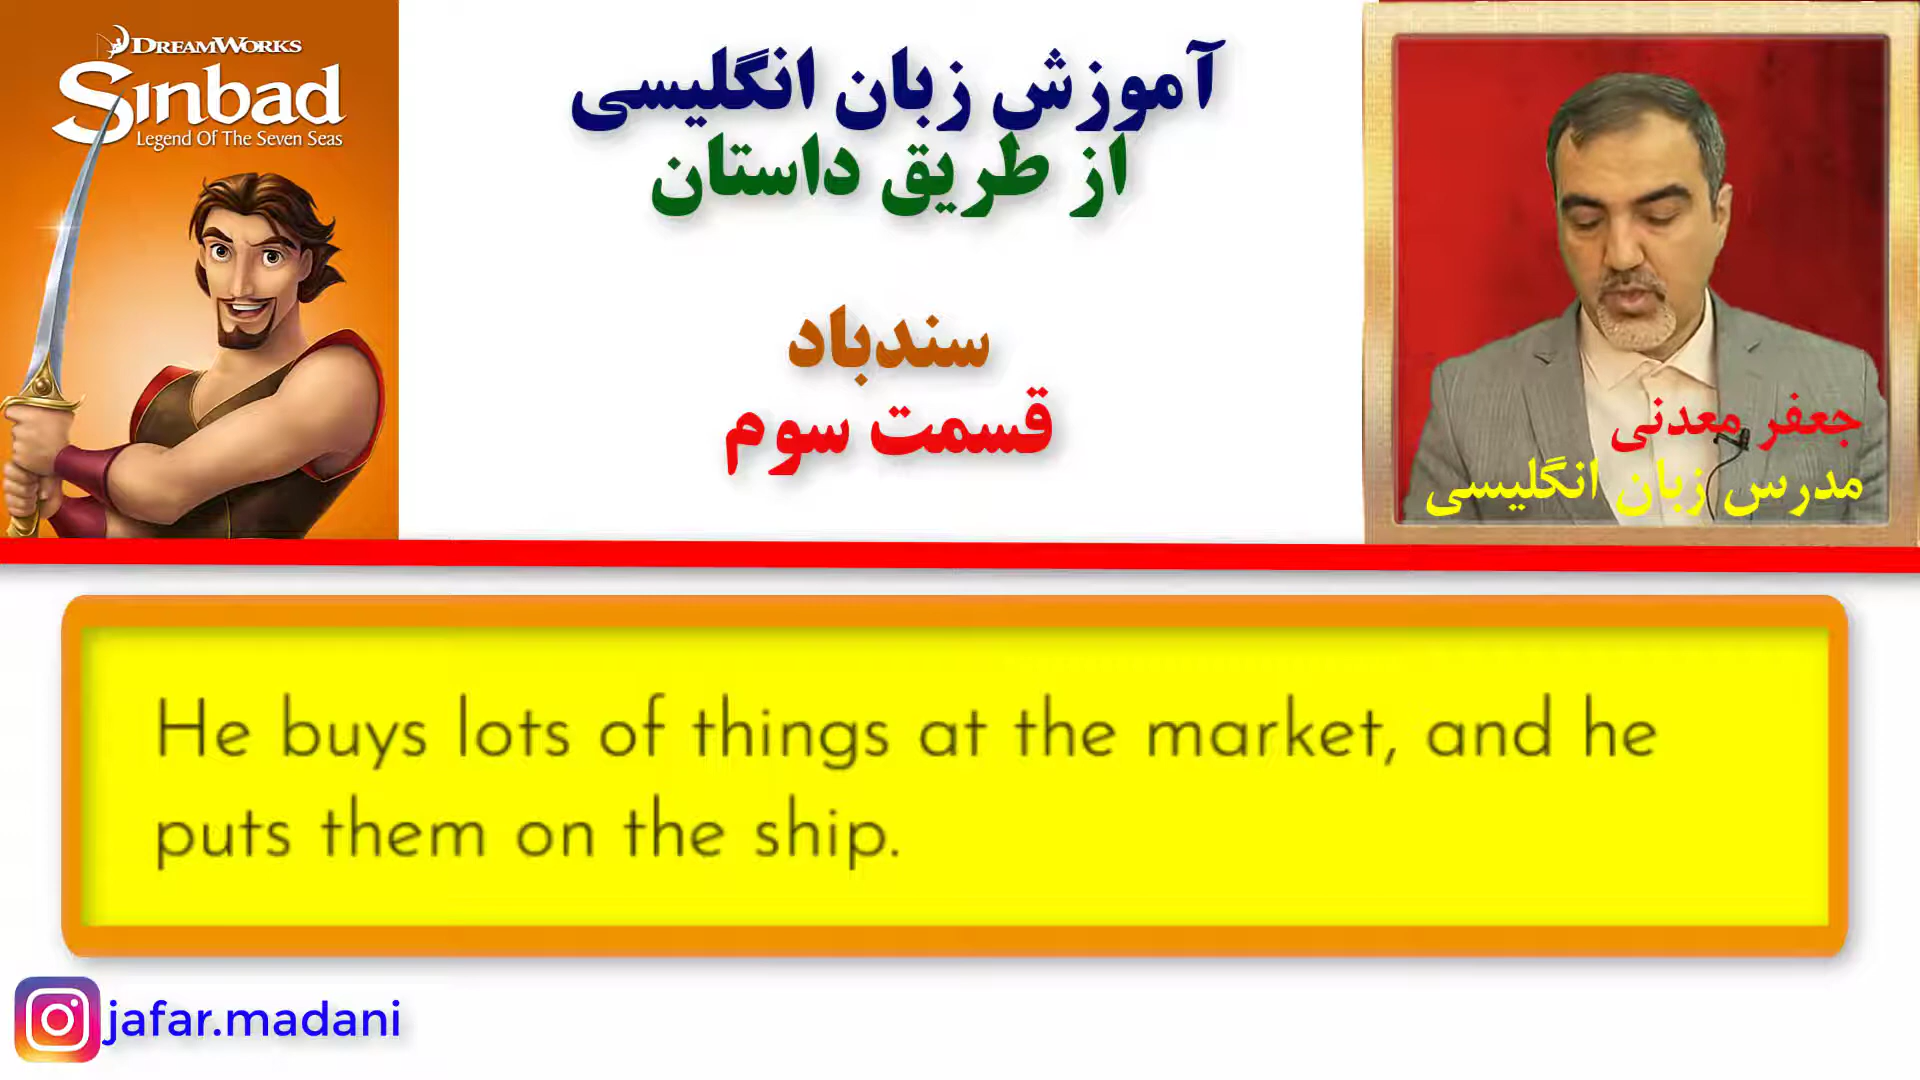 DREAMWORKS
Sinbad
Legend Of The Seven Seas
آموزش زبان انگلیسی
از طریق داستان
سندباد
قسمت سوم
جعفر معدنی
مدرس زبان انگلیسی
He buys lots of things at the market, and he
puts them on the ship.
jafar.madani